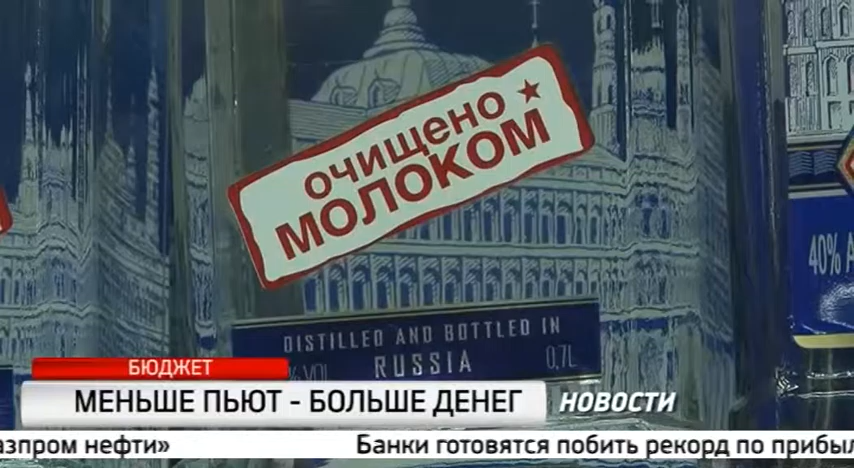 ОЧИЩЕНО
МОЛОКОМ
40%
DISTILLED AND BOTTLED IN
RUSSIA
% VOL 0,7L
БЮДЖЕТ
МЕНЬШЕ ПЬЮТ - БОЛЬШЕ ДЕНЕГ
НОВОСТИ
азпром нефти» Банки готовятся побить рекорд по прибыл